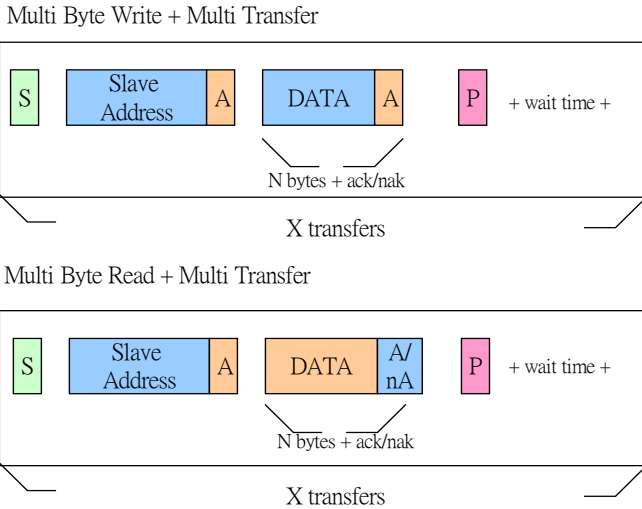 Multi Byte Write + Multi Transfer
S
Slave
Address
A
DATA
A
P
+ wait time +
N bytes + ack/nak
X transfers
Multi Byte Read + Multi Transfer
S
Slave
Address
A
DATA
A/
nA
P
+ wait time +
N bytes + ack/nak
X transfers